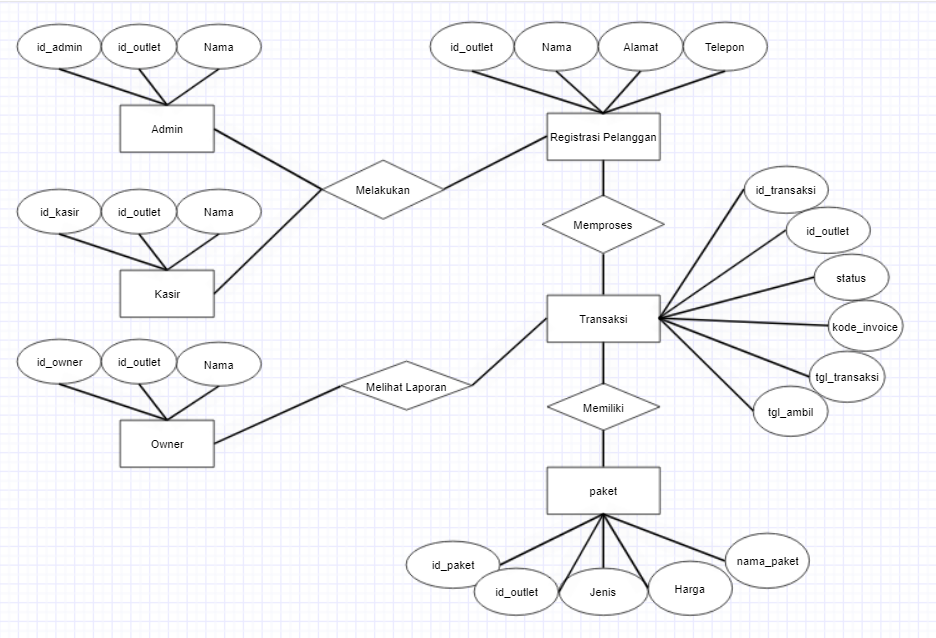 id_admin
id_outlet
Nama
Admin
id_outlet
Nama
Alamat
Telepon
Registrasi Pelanggan
Melakukan
id_kasir
id_outlet
Nama
Kasir
Memproses
id_transaksi
id_outlet
status
kode_invoice
tgl_transaksi
tgl_ambil
Transaksi
id_owner
id_outlet
Nama
Owner
Melihat Laporan
Memiliki
paket
id_paket
id_outlet
Jenis
Harga
nama_paket